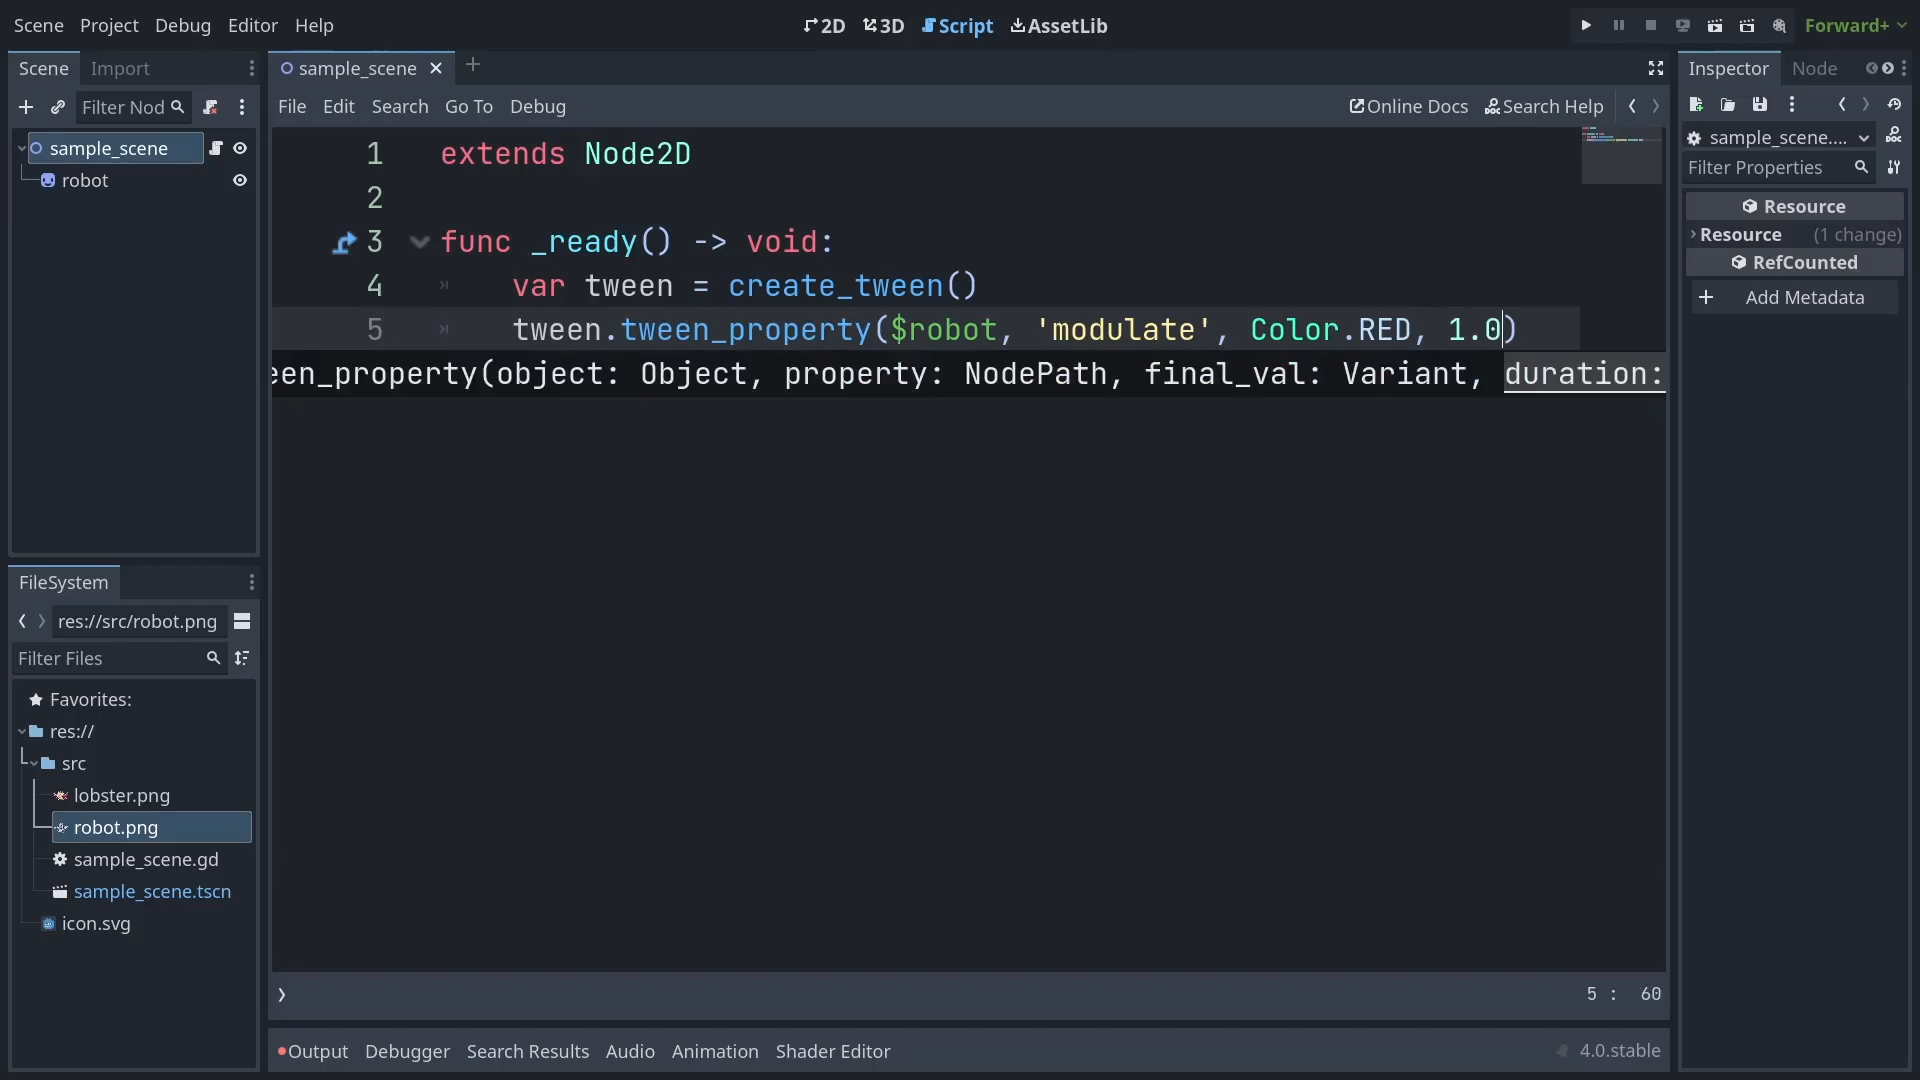 Scene Project Debug Editor Help
2D 3D Script AssetLib
Forward+
Scene Import
Filter Nod
sample_scene
robot
FileSystem
res://src/robot.png
Filter Files
Favorites:
res://
src
lobster.png
robot.png
sample_scene.gd
sample_scene.tscn
icon.svg
sample_scene
File Edit Search Go To Debug
Online Docs Search Help
1 extends Node2D
2
3 func _ready() -> void:
4 var tween = create_tween()
5 tween.tween_property($robot, 'modulate', Color.RED, 1.0)
een_property(object: Object, property: NodePath, final_val: Variant, duration:
5 : 60
Output Debugger Search Results Audio Animation Shader Editor
4.0.stable
Inspector Node
sample_scene....
DOC
Filter Properties
Resource
Resource (1 change)
RefCounted
Add Metadata